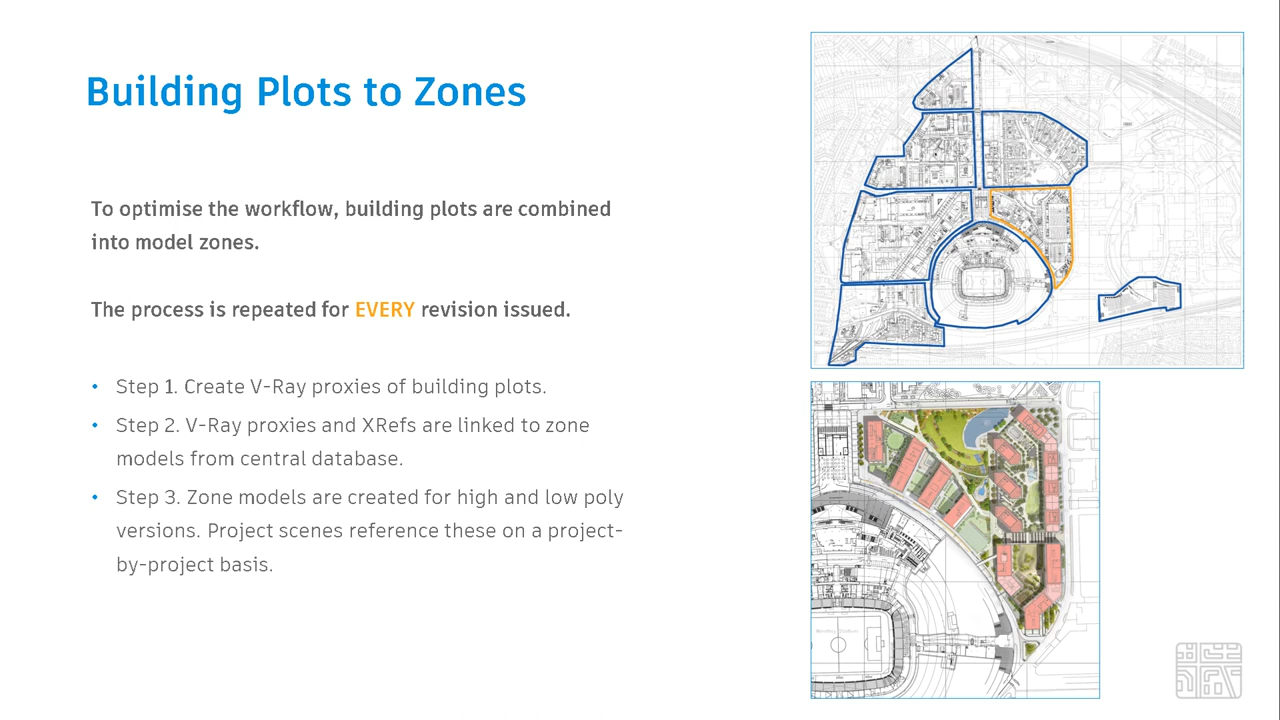 Building Plots to Zones
To optimise the workflow, building plots are combined
into model zones.
The process is repeated for EVERY revision issued.
• Step 1. Create V-Ray proxies of building plots.
• Step 2. V-Ray proxies and XRefs are linked to zone
models from central database.
• Step 3. Zone models are created for high and low poly
versions. Project scenes reference these on a project-
by-project basis.